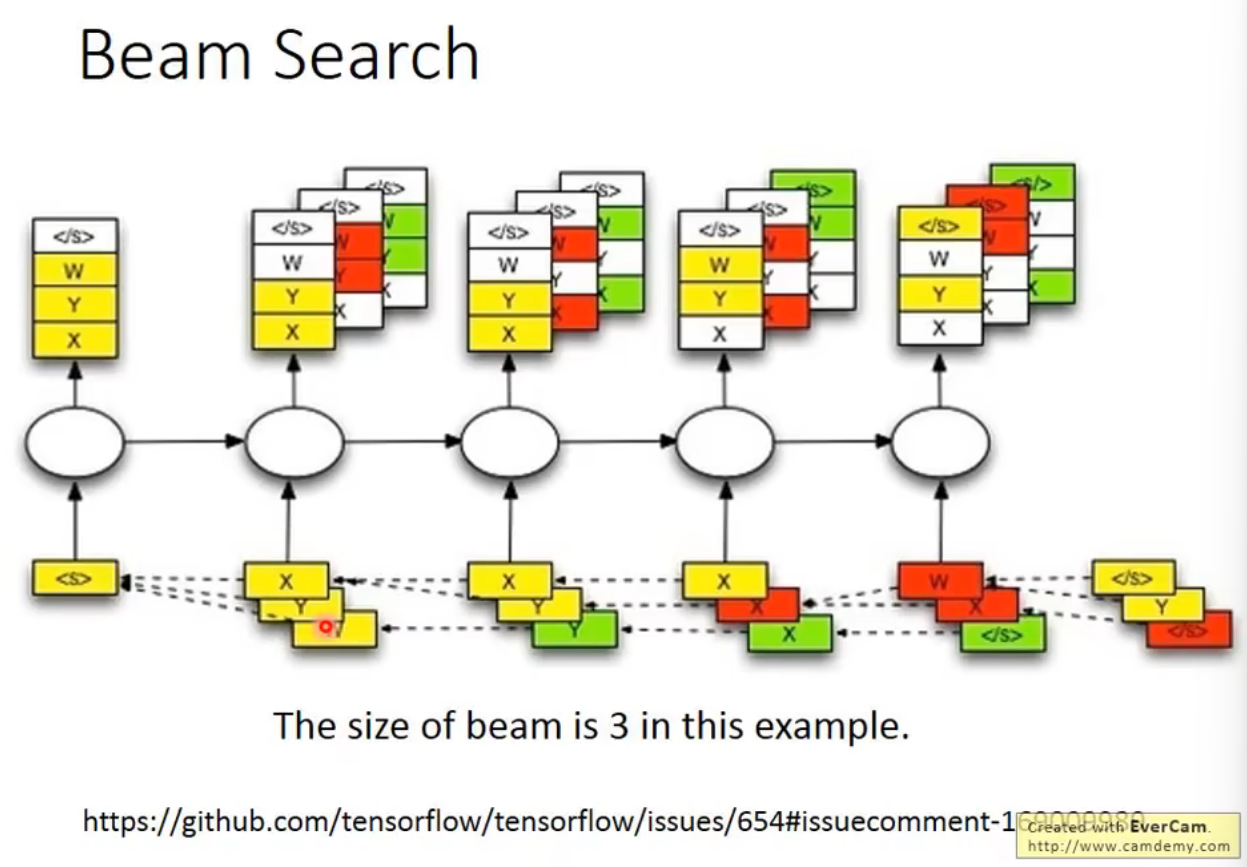 Beam Search
</s> </s> </s> </s> </s>
</s> </s> </s> </s>
</s> </s> </s> </s> </s>
W W W W W
W W W W
W W W W
Y Y Y Y Y
Y Y Y Y
Y Y Y
X X X X X
X X X X
X X X X
<s> X X X W </s>
Y Y X X Y
Y X </s> </s>
The size of beam is 3 in this example.
https://github.com/tensorflow/tensorflow/issues/654#issuecomment-1
Created with EverCam.
http://www.camdemy.com